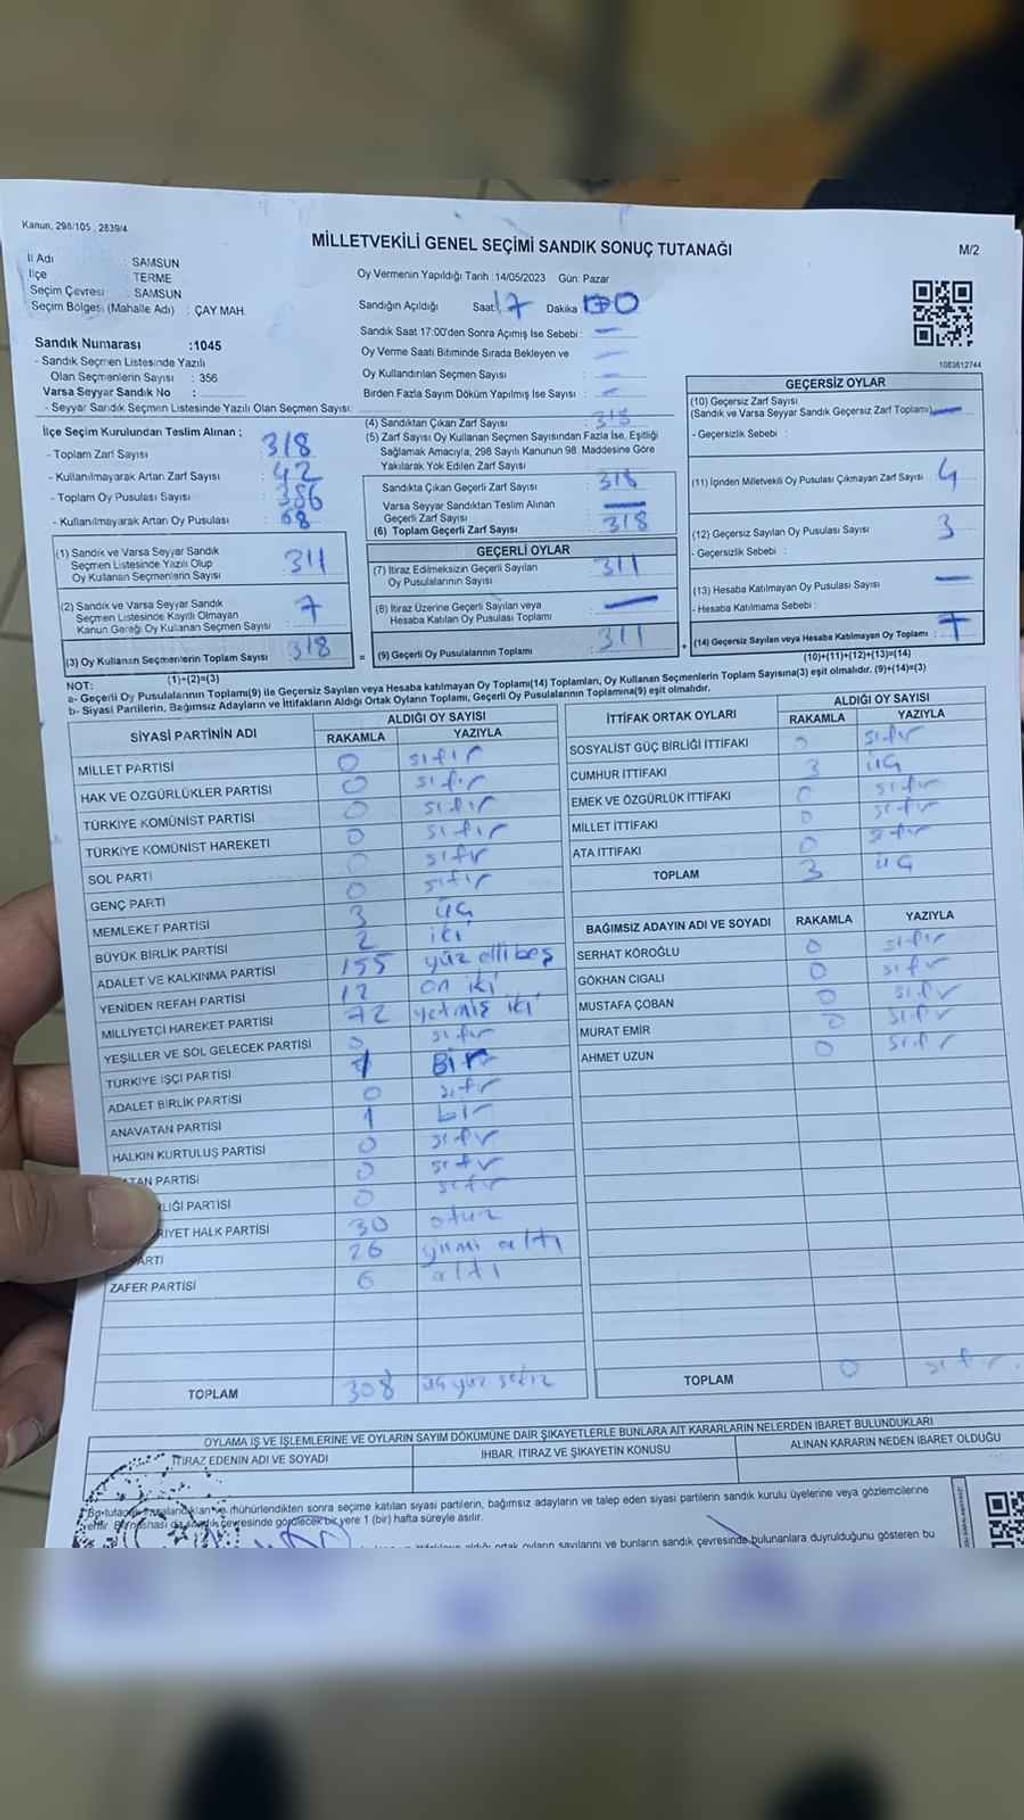 Kanun, 298/105, 2839/4
MİLLETVEKİLİ GENEL SEÇİMİ SANDIK SONUÇ TUTANAĞI
M/2
İl Adı : SAMSUN
İlçe : TERME
Seçim Çevresi : SAMSUN
Seçim Bölgesi (Mahalle Adı) : ÇAY MAH.
Oy Vermenin Yapıldığı Tarih :14/05/2023 Gün: Pazar
Sandığın Açıldığı Saat 17 Dakika 00
Sandık Saat 17:00'den Sonra Açımış İse Sebebi : —
Oy Verme Saati Bitiminde Sırada Bekleyen ve
Oy Kullandırılan Seçmen Sayısı : —
Birden Fazla Sayım Döküm Yapılmış İse Sayısı : —
1083612744
Sandık Numarası :1045
- Sandık Seçmen Listesinde Yazılı
Olan Seçmenlerin Sayısı : 356
Varsa Seyyar Sandık No :
- Seyyar Sandık Seçmen Listesinde Yazılı Olan Seçmen Sayısı:
İlçe Seçim Kurulundan Teslim Alınan :
- Toplam Zarf Sayısı : 318
- Kullanılmayarak Artan Zarf Sayısı : 42
- Toplam Oy Pusulası Sayısı : 386
- Kullanılmayarak Artan Oy Pusulası : 68
(1) Sandık ve Varsa Seyyar Sandık
Seçmen Listesinde Yazılı Olup
Oy Kullanan Seçmenlerin Sayısı : 311
(2) Sandık ve Varsa Seyyar Sandık
Seçmen Listesinde Kayıtlı Olmayan
Kanun Gereği Oy Kullanan Seçmen Sayısı : 7
(3) Oy Kullanan Seçmenlerin Toplam Sayısı : 318
(1)+(2)=(3)
(4) Sandıktan Çıkan Zarf Sayısı : 318
(5) Zarf Sayısı Oy Kullanan Seçmen Sayısından Fazla İse, Eşitliği
Sağlamak Amacıyla, 298 Sayılı Kanunun 98. Maddesine Göre
Yakılarak Yok Edilen Zarf Sayısı :
Sandıkta Çıkan Geçerli Zarf Sayısı : 318
Varsa Seyyar Sandıktan Teslim Alınan
Geçerli Zarf Sayısı : —
(6) Toplam Geçerli Zarf Sayısı : 318
GEÇERLİ OYLAR
(7) İtiraz Edilmeksizin Geçerli Sayılan
Oy Pusulalarının Sayısı : 311
(8) İtiraz Üzerine Geçerli Sayılan veya
Hesaba Katılan Oy Pusulası Toplamı : —
= (9) Geçerli Oy Pusulalarının Toplamı : 311
GEÇERSİZ OYLAR
(10) Geçersiz Zarf Sayısı
(Sandık ve Varsa Seyyar Sandık Geçersiz Zarf Toplamı) —
- Geçersizlik Sebebi :
(11) İçinden Milletvekili Oy Pusulası Çıkmayan Zarf Sayısı : 4
(12) Geçersiz Sayılan Oy Pusulası Sayısı : 3
- Geçersizlik Sebebi :
(13) Hesaba Katılmayan Oy Pusulası Sayısı : —
- Hesaba Katılmama Sebebi :
+ (14) Geçersiz Sayılan veya Hesaba Katılmayan Oy Toplamı : 7
(10)+(11)+(12)+(13)=(14)
NOT:
a- Geçerli Oy Pusulalarının Toplamı(9) ile Geçersiz Sayılan veya Hesaba katılmayan Oy Toplamı(14) Toplamları, Oy Kullanan Seçmenlerin Toplam Sayısına(3) eşit olmalıdır. (9)+(14)=(3)
b- Siyasi Partilerin, Bağımsız Adayların ve İttifakların Aldığı Ortak Oyların Toplamı, Geçerli Oy Pusulalarının Toplamına(9) eşit olmalıdır.
SİYASİ PARTİNİN ADI ALDIĞI OY SAYISI
RAKAMLA YAZIYLA
MİLLET PARTİSİ 0 sıfır
HAK VE ÖZGÜRLÜKLER PARTİSİ 0 sıfır
TÜRKİYE KOMÜNİST PARTİSİ 0 sıfır
TÜRKİYE KOMÜNİST HAREKETİ 0 sıfır
SOL PARTİ 0 sıfır
GENÇ PARTİ 0 sıfır
MEMLEKET PARTİSİ 3 üç
BÜYÜK BİRLİK PARTİSİ 2 iki
ADALET VE KALKINMA PARTİSİ 155 yüz elli beş
YENİDEN REFAH PARTİSİ 12 on iki
MİLLİYETÇİ HAREKET PARTİSİ 72 yetmiş iki
YEŞİLLER VE SOL GELECEK PARTİSİ 0 sıfır
TÜRKİYE İŞÇİ PARTİSİ 1 Bir
ADALET BİRLİK PARTİSİ 0 sıfır
ANAVATAN PARTİSİ 1 bir
HALKIN KURTULUŞ PARTİSİ 0 sıfır
TAN PARTİSİ 0 sıfır
LİĞİ PARTİSİ 0 sıfır
RİYET HALK PARTİSİ 30 otuz
ARTİ 26 yirmi altı
ZAFER PARTİSİ 6 altı
TOPLAM 308 üç yüz sekiz
İTTİFAK ORTAK OYLARI ALDIĞI OY SAYISI
RAKAMLA YAZIYLA
SOSYALİST GÜÇ BİRLİĞİ İTTİFAKI 0 sıfır
CUMHUR İTTİFAKI 3 üç
EMEK VE ÖZGÜRLÜK İTTİFAKI 0 sıfır
MİLLET İTTİFAKI 0 sıfır
ATA İTTİFAKI 0 sıfır
TOPLAM 3 üç
BAĞIMSIZ ADAYIN ADI VE SOYADI RAKAMLA YAZIYLA
SERHAT KÖROĞLU 0 sıfır
GÖKHAN CIGALI 0 sıfır
MUSTAFA ÇOBAN 0 sıfır
MURAT EMİR 0 sıfır
AHMET UZUN 0 sıfır
TOPLAM 0 sıfır
OYLAMA İŞ VE İŞLEMLERİNE VE OYLARIN SAYIM DÖKÜMÜNE DAİR ŞİKAYETLERLE BUNLARA AİT KARARLARIN NELERDEN İBARET BULUNDUKLARI
İTİRAZ EDENİN ADI VE SOYADI İHBAR, İTİRAZ VE ŞİKAYETİN KONUSU ALINAN KARARIN NEDEN İBARET OLDUĞU
mühürlendikten sonra seçime katılan siyasi partilerin, bağımsız adayların ve talep eden siyasi partilerin sandık kurulu üyelerine veya gözlemcilerine
çevresinde görülecek bir yere 1 (bir) hafta süreyle asılır.
ortak oyların sayılarını ve bunların sandık çevresinde bulunanlara duyrulduğunu gösteren bu